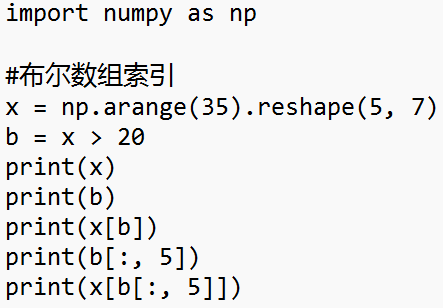 import numpy as np

#布尔数组索引
x = np.arange(35).reshape(5, 7)
b = x > 20
print(x)
print(b)
print(x[b])
print(b[:, 5])
print(x[b[:, 5]])